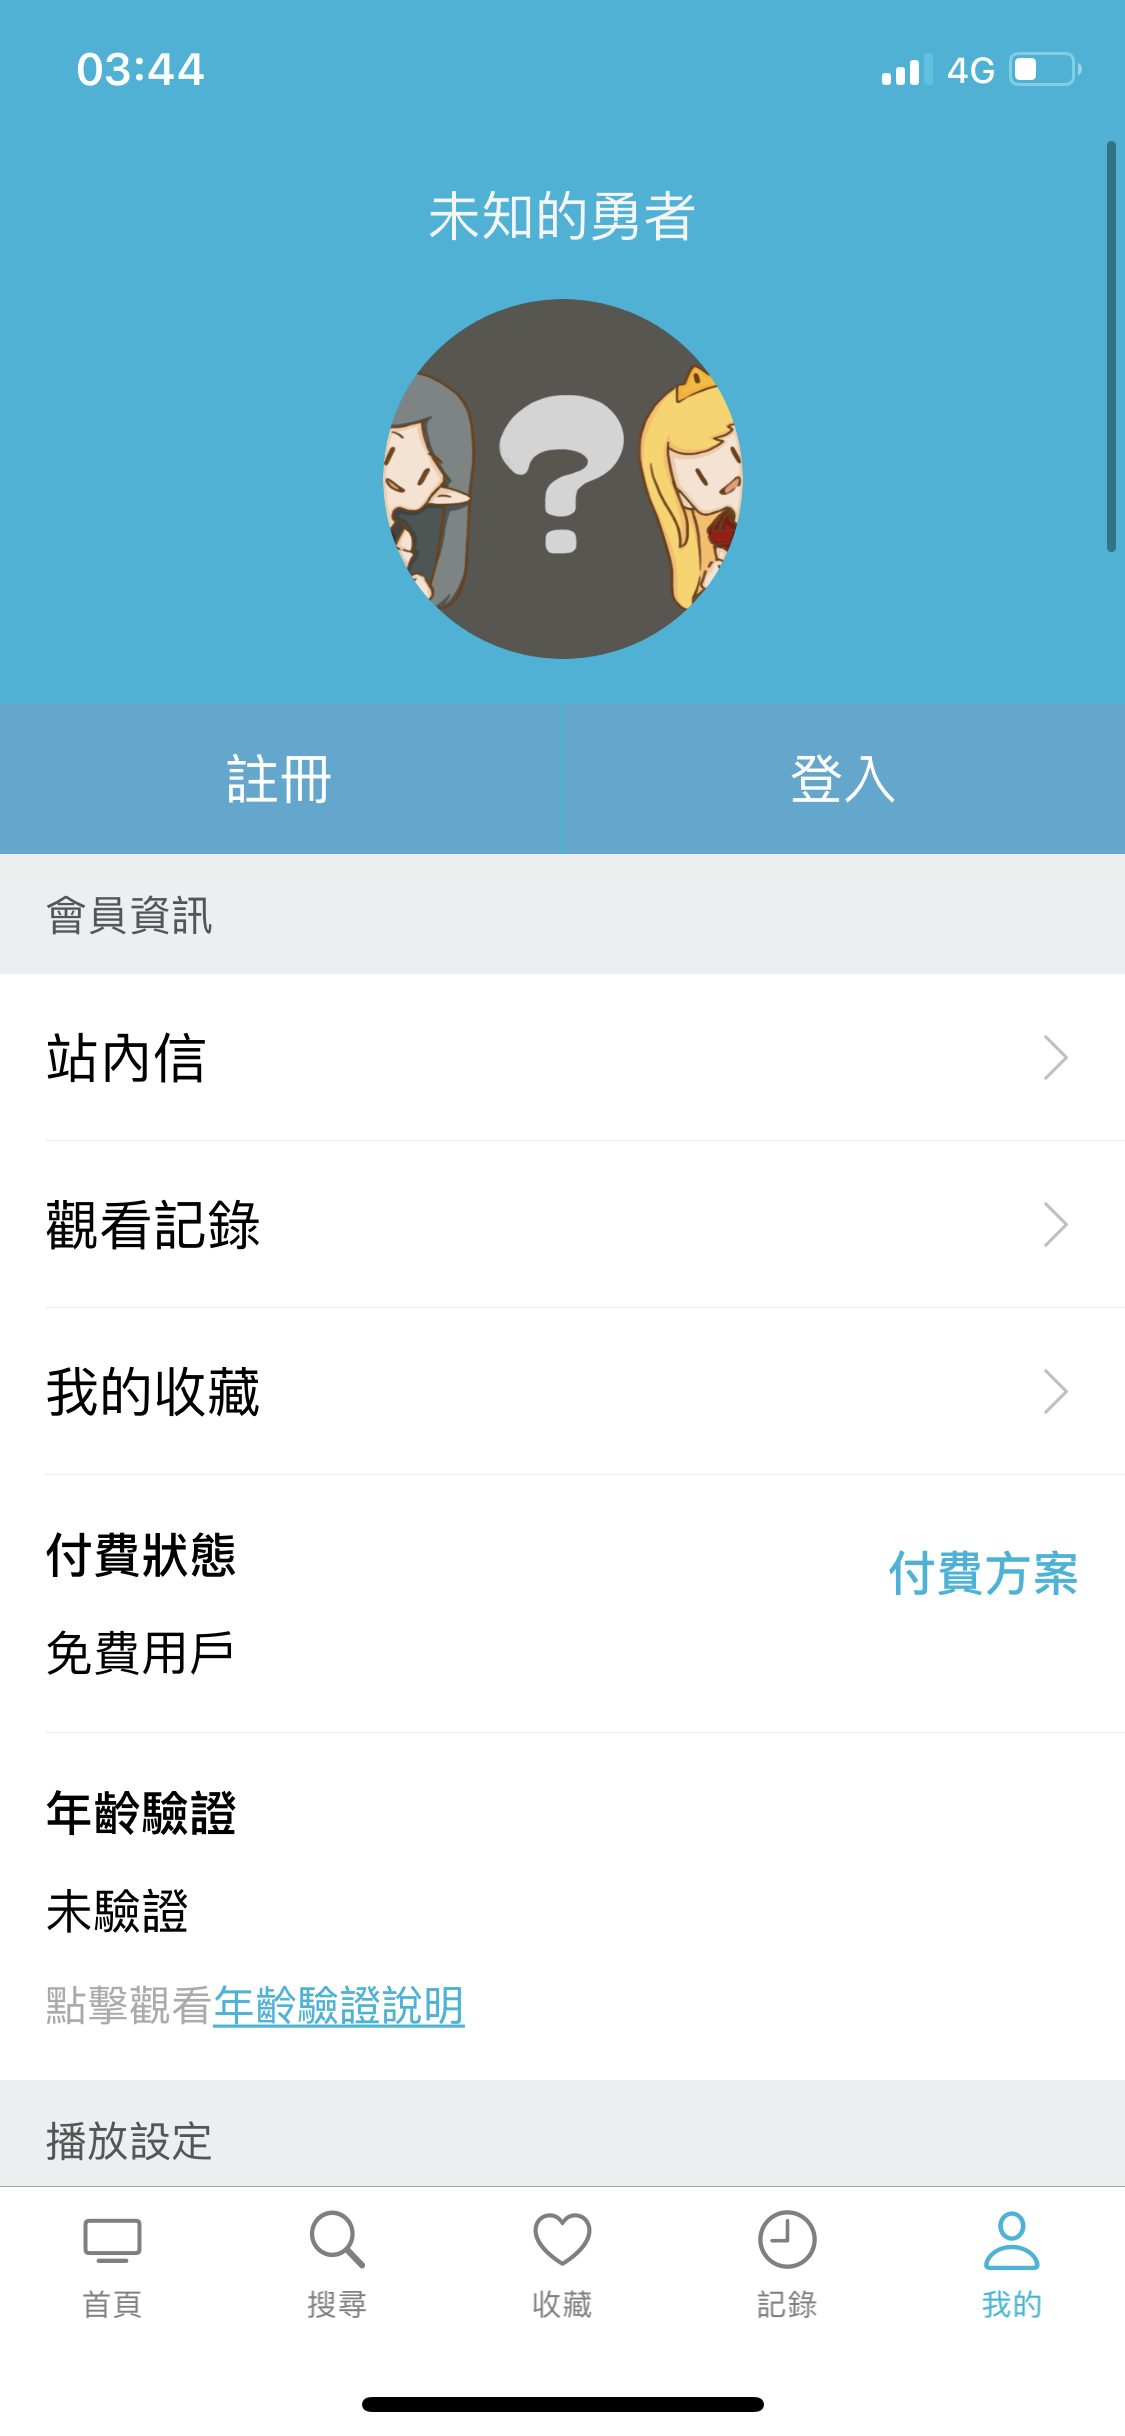 03:44
4G
未知的勇者
註冊
登入
會員資訊
站內信
觀看記錄
我的收藏
付費狀態
付費方案
免費用戶
年齡驗證
未驗證
點擊觀看年齡驗證說明
播放設定
首頁
搜尋
收藏
記錄
我的